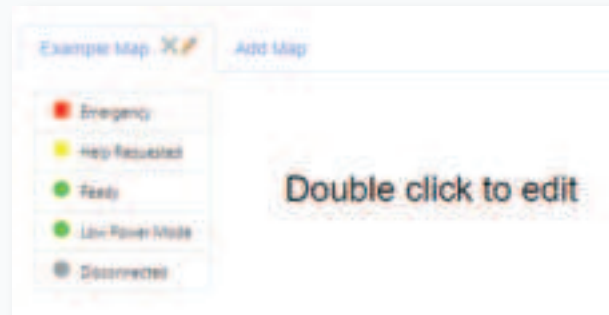 Example Map
Add Map
Emergency
Help Requested
Ready
Low Power Mode
Disconnected
Double click to edit